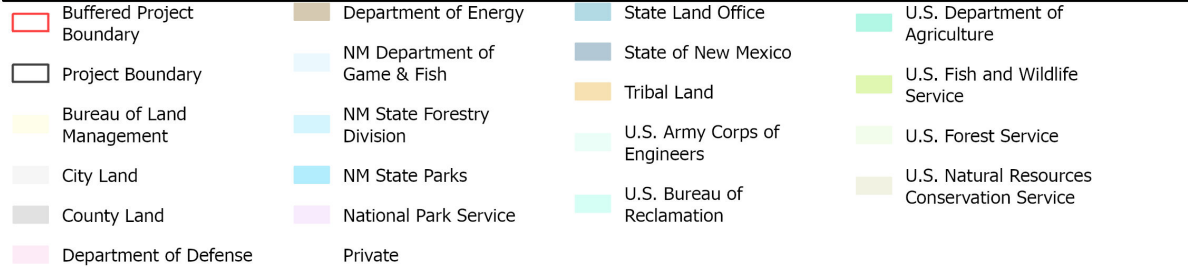 Buffered Project
Boundary
Project Boundary
Bureau of Land
Management
City Land
County Land
Department of Defense
Department of Energy
NM Department of
Game & Fish
NM State Forestry
Division
NM State Parks
National Park Service
Private
State Land Office
State of New Mexico
Tribal Land
U.S. Army Corps of
Engineers
U.S. Bureau of
Reclamation
U.S. Department of
Agriculture
U.S. Fish and Wildlife
Service
U.S. Forest Service
U.S. Natural Resources
Conservation Service